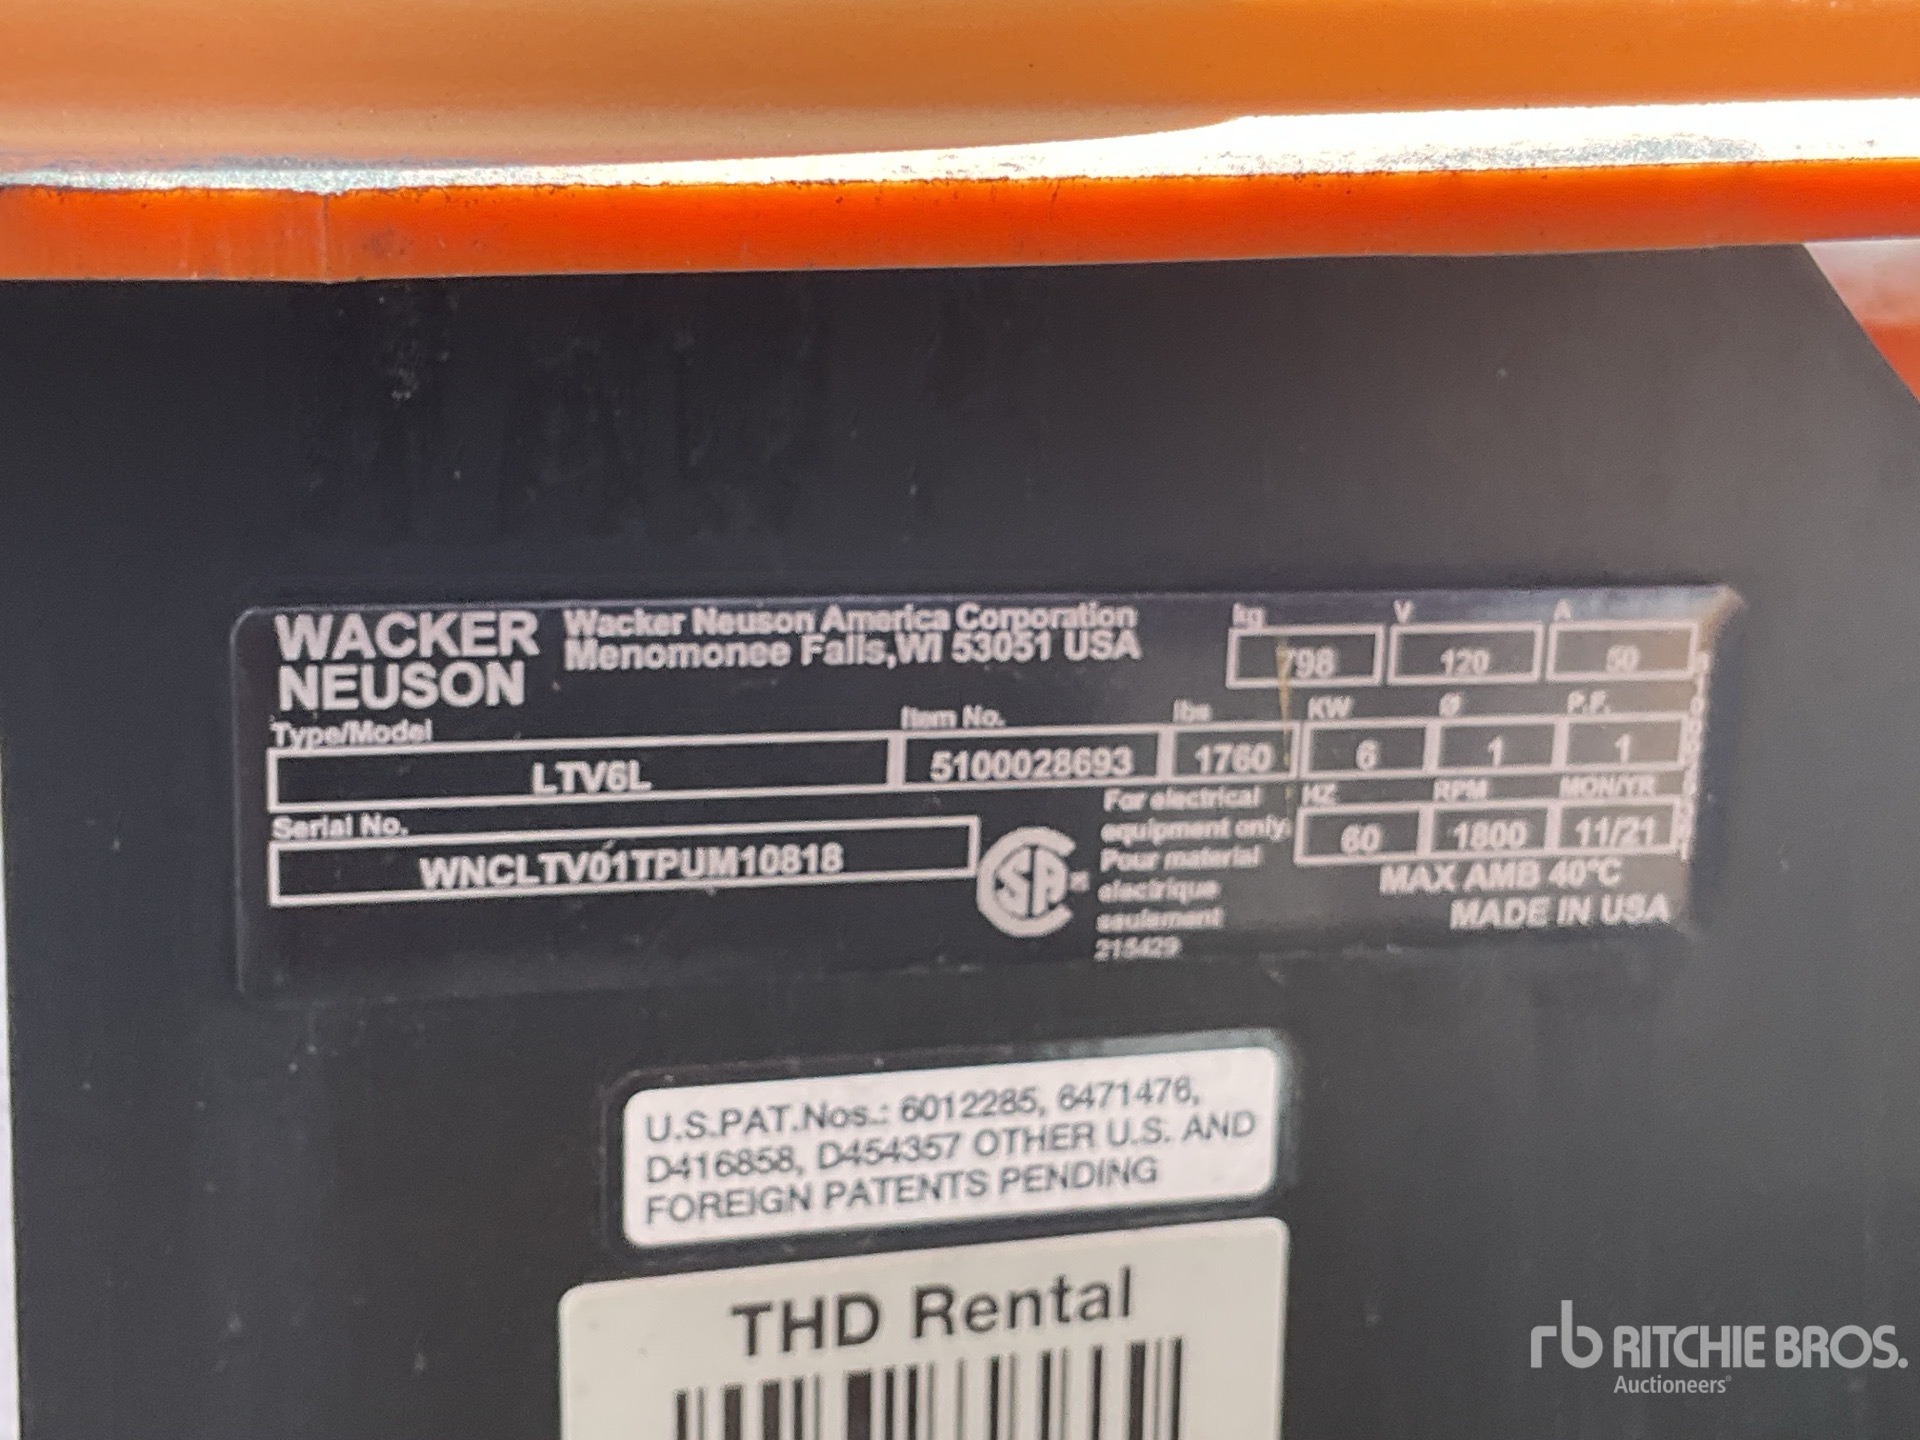 WACKER
NEUSON
Wacker Neuson America Corporation
Menomonee Falls, WI 53051 USA
kg V A
798 120 50
Type/Model Item No. lbs KW Ø P.F.
LTV6L 5100028693 1760 6 1 1
Serial No. HZ RPM MON/YR
WNCLTV01TPUM10818 60 1800 11/21
CSA®
For electrical
equipment only.
Pour material
electrique
seulement
215429
MAX AMB 40°C
MADE IN USA
U.S.PAT.Nos.: 6012285, 6471476,
D416858, D454357 OTHER U.S. AND
FOREIGN PATENTS PENDING
THD Rental
rb RITCHIE BROS.
Auctioneers